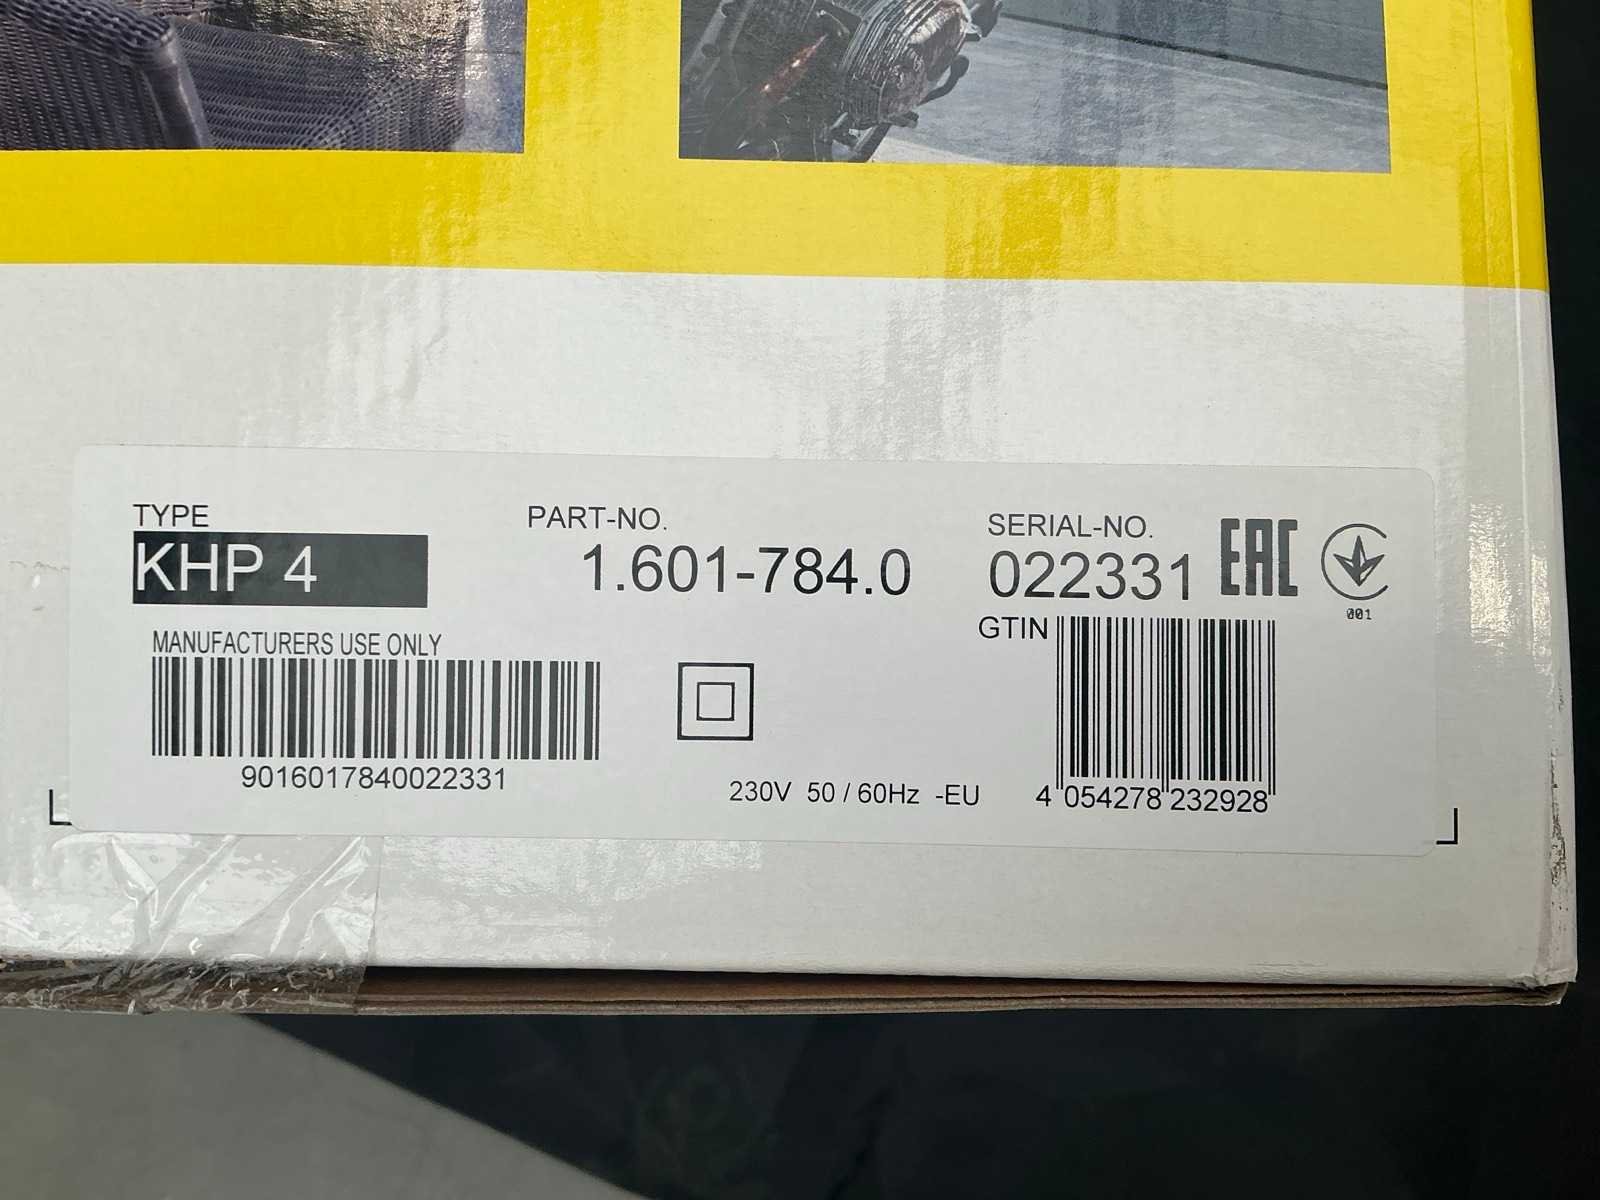 TYPE
KHP 4
PART-NO.
1.601-784.0
SERIAL-NO.
022331
EAC
001
MANUFACTURERS USE ONLY
9016017840022331
GTIN
230V 50 / 60Hz -EU
4 054278 232928